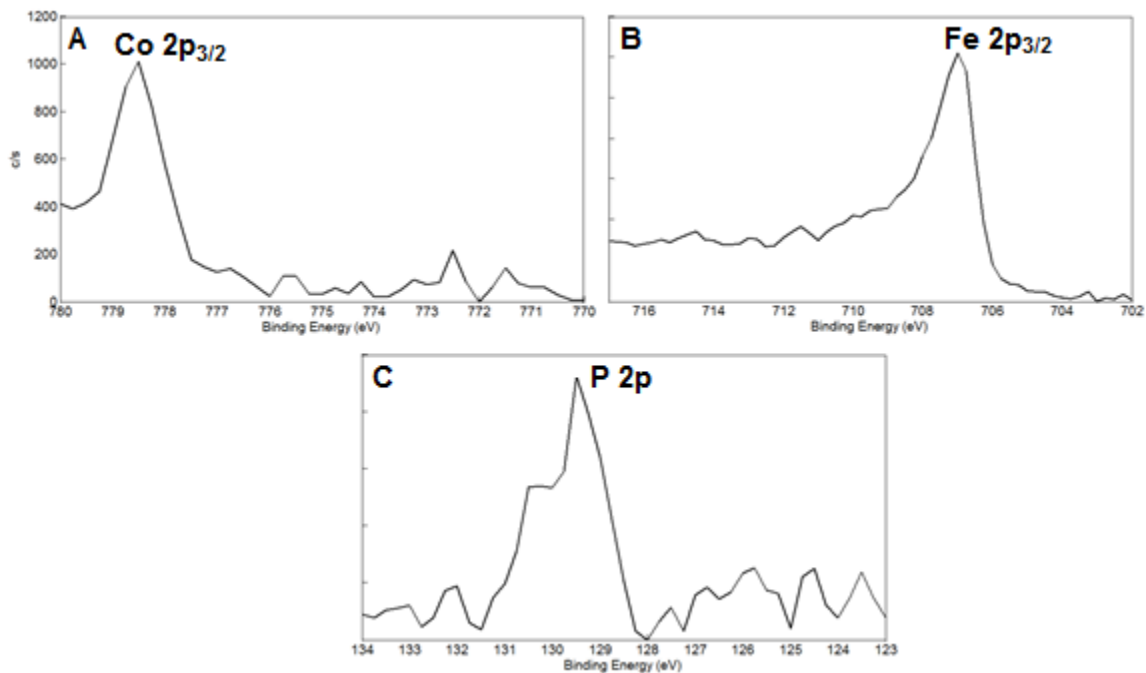 A
Co 2p3/2
1200
1000
800
600
400
200
0
c/s
780 779 778 777 776 775 774 773 772 771 770
Binding Energy (eV)
B
Fe 2p3/2
716 714 712 710 708 706 704 702
Binding Energy (eV)
C
P 2p
134 133 132 131 130 129 128 127 126 125 124 123
Binding Energy (eV)